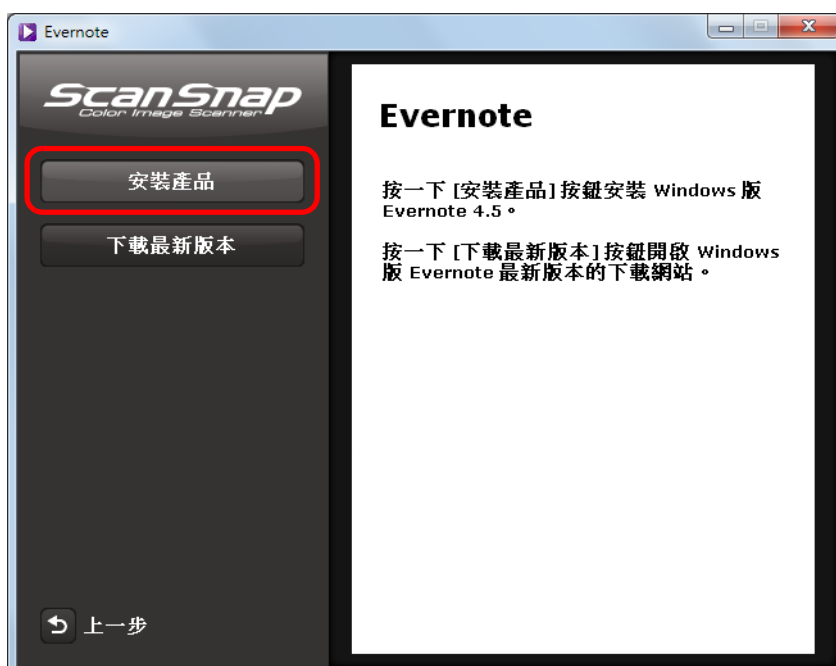 Evernote
ScanSnap
Color Image Scanner
安裝產品
下載最新版本
上一步
Evernote
按一下 [安裝產品] 按鈕安裝 Windows 版
Evernote 4.5。
按一下 [下載最新版本] 按鈕開啟 Windows
版 Evernote 最新版本的下載網站。